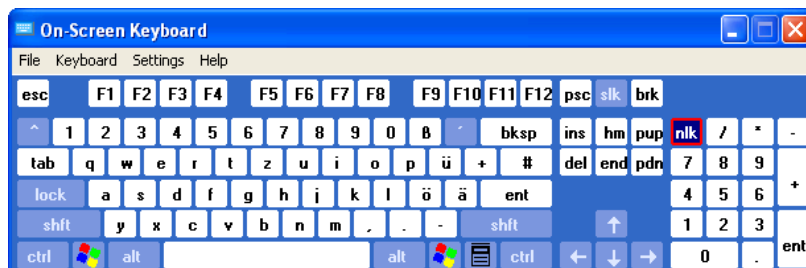 On-Screen Keyboard
File Keyboard Settings Help
esc F1 F2 F3 F4 F5 F6 F7 F8 F9 F10 F11 F12 psc slk brk
^ 1 2 3 4 5 6 7 8 9 0 ß ´ bksp ins hm pup nlk / * -
tab q w e r t z u i o p ü + # del end pdn 7 8 9 +
lock a s d f g h j k l ö ä ent 4 5 6
shft y x c v b n m , . - shft ↑ 1 2 3 ent
ctrl alt alt ctrl ← ↓ → 0 .